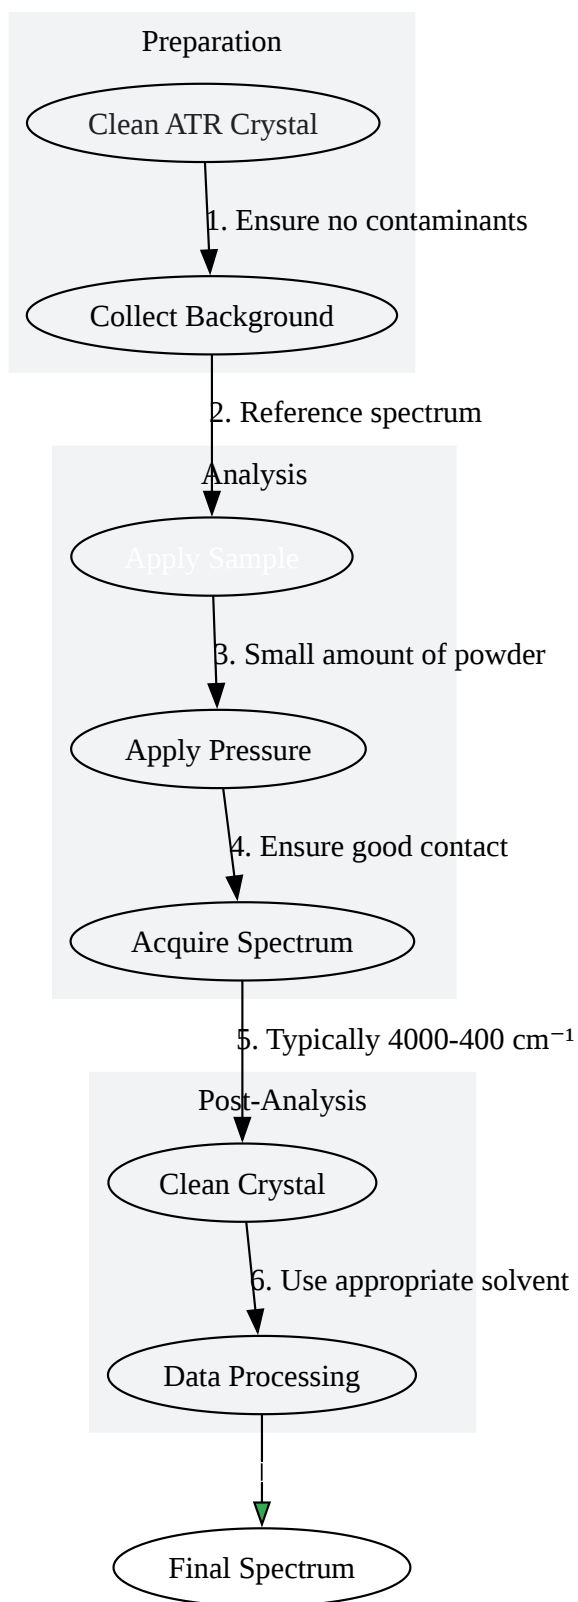 Preparation
Clean ATR Crystal
1. Ensure no contaminants
Collect Background
2. Reference spectrum
Analysis
Apply Sample
3. Small amount of powder
Apply Pressure
4. Ensure good contact
Acquire Spectrum
5. Typically 4000-400 cm⁻¹
Post-Analysis
Clean Crystal
6. Use appropriate solvent
Data Processing
Final Spectrum